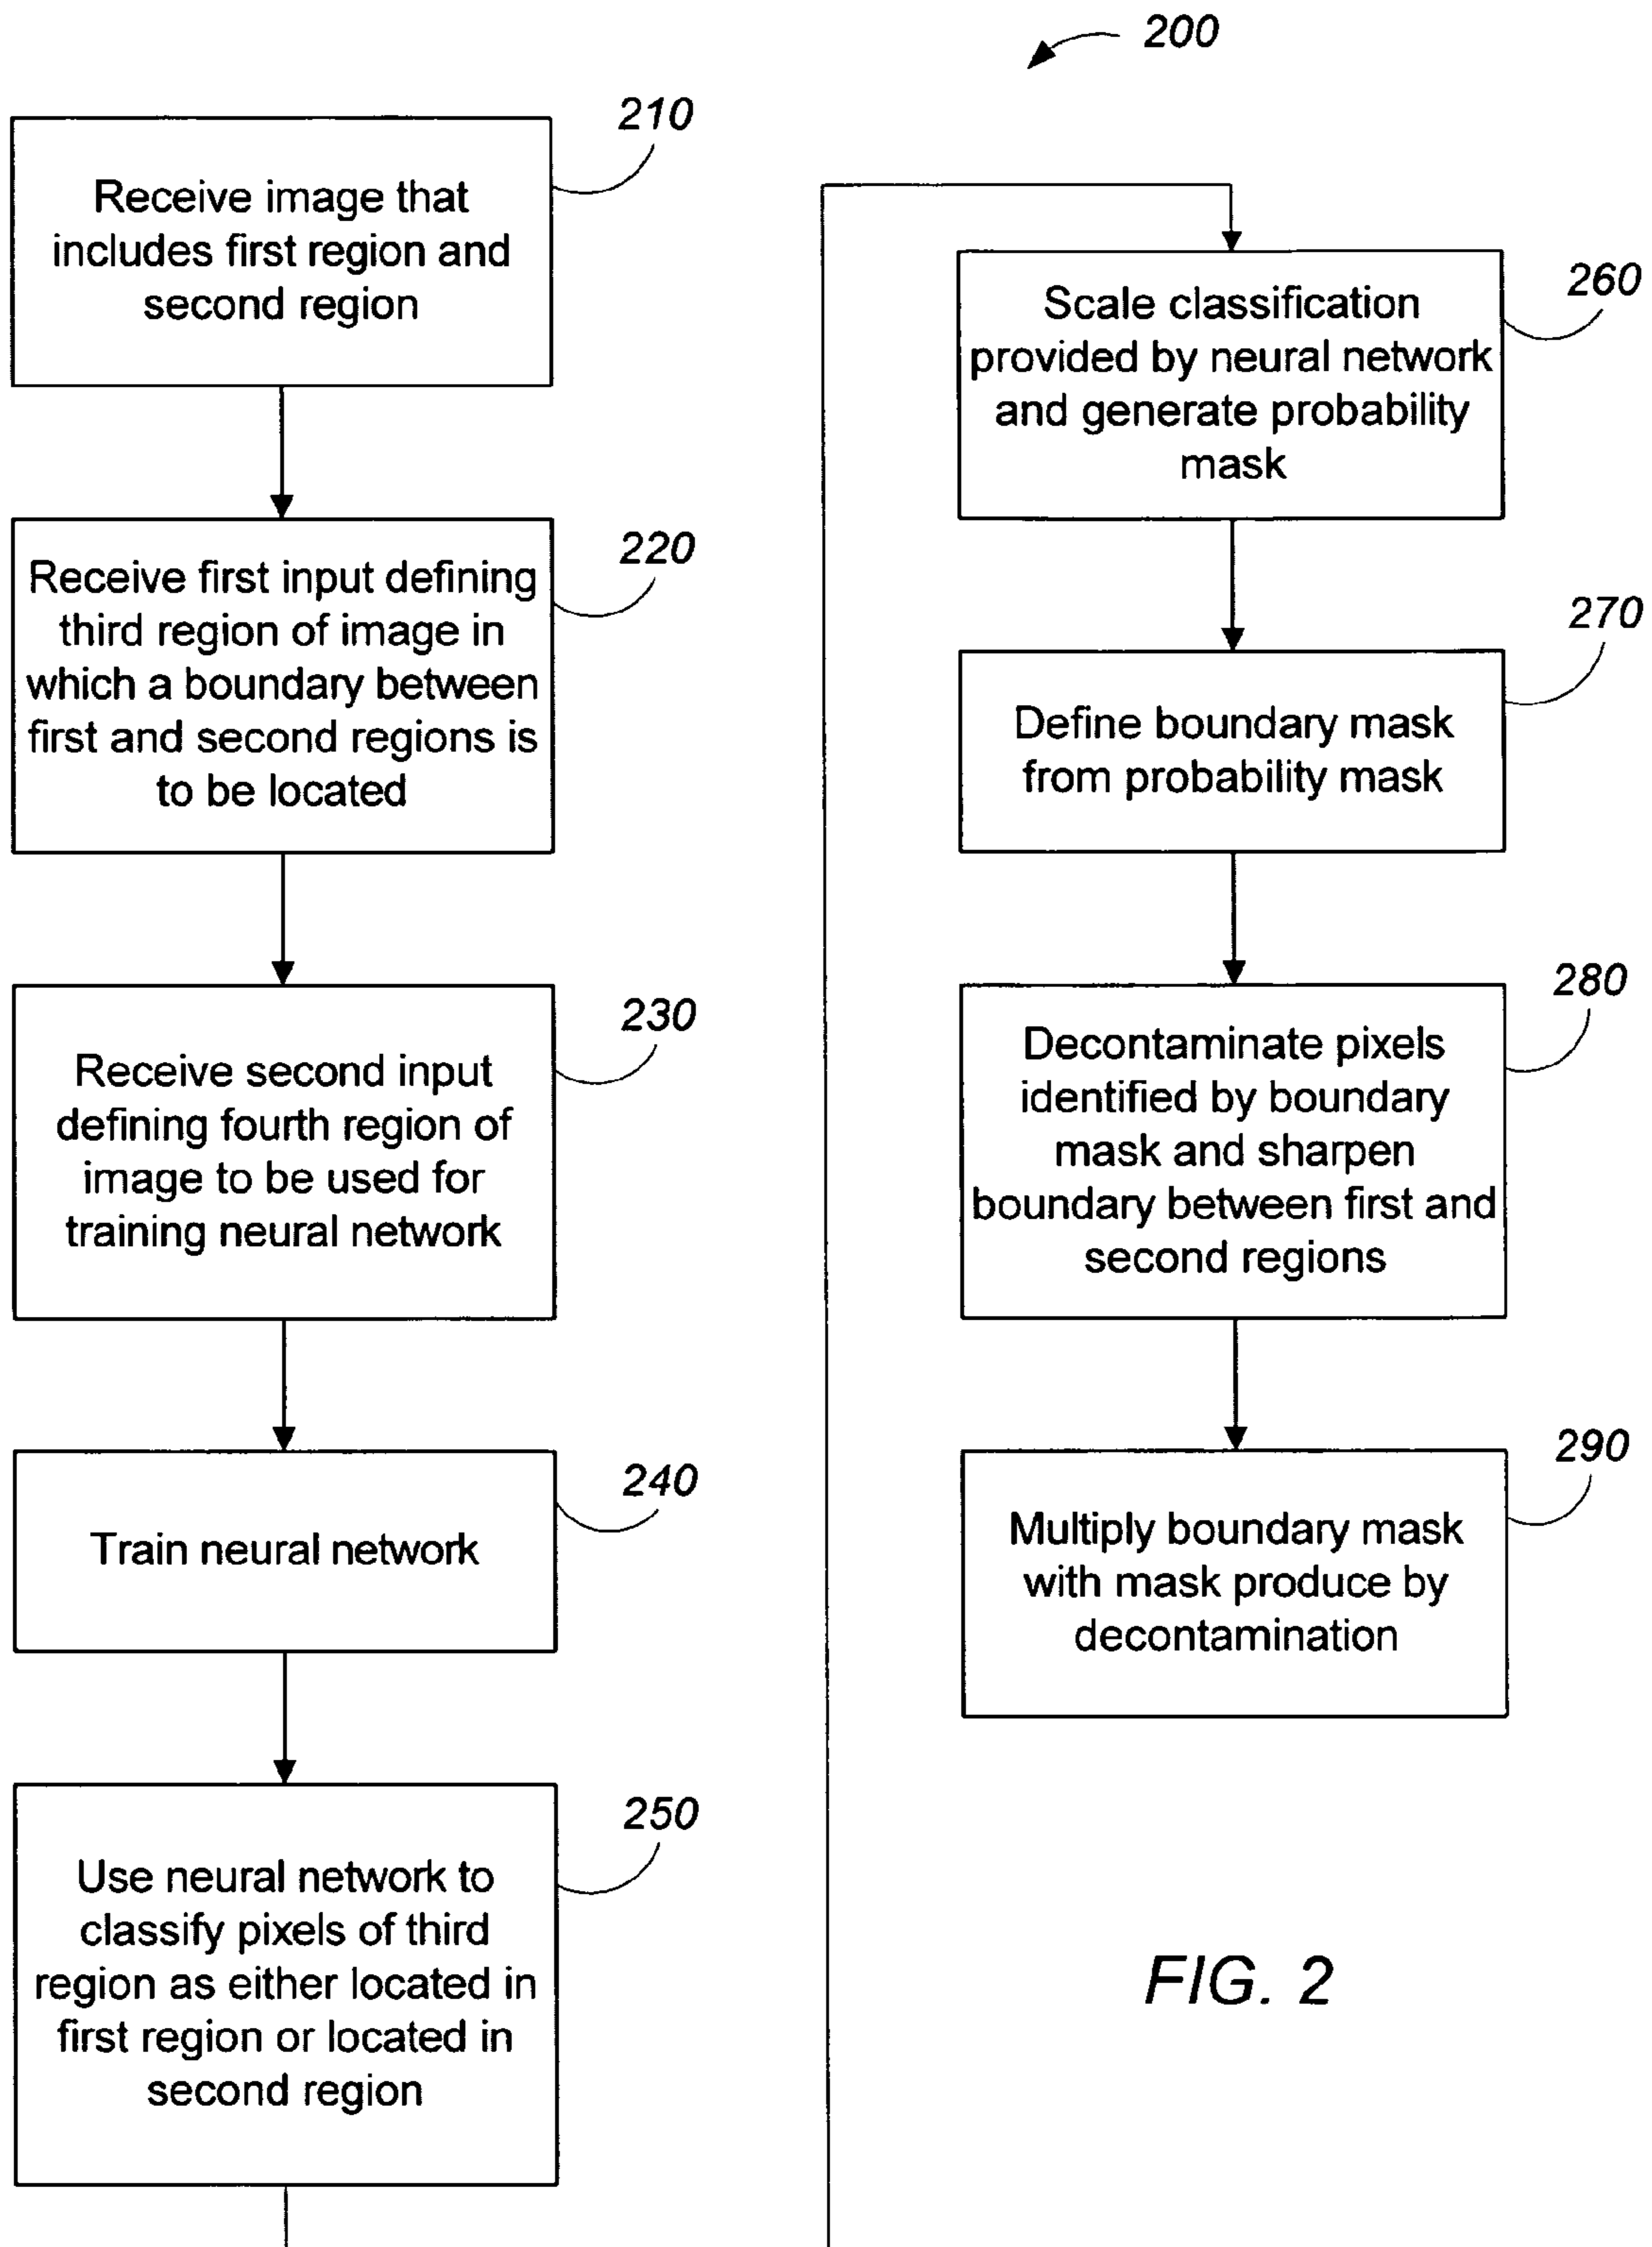 200
210
Receive image that
includes first region and
second region
220
Receive first input defining
third region of image in
which a boundary between
first and second regions is
to be located
230
Receive second input
defining fourth region of
image to be used for
training neural network
240
Train neural network
250
Use neural network to
classify pixels of third
region as either located in
first region or located in
second region
260
Scale classification
provided by neural network
and generate probability
mask
270
Define boundary mask
from probability mask
280
Decontaminate pixels
identified by boundary
mask and sharpen
boundary between first and
second regions
290
Multiply boundary mask
with mask produce by
decontamination
FIG. 2